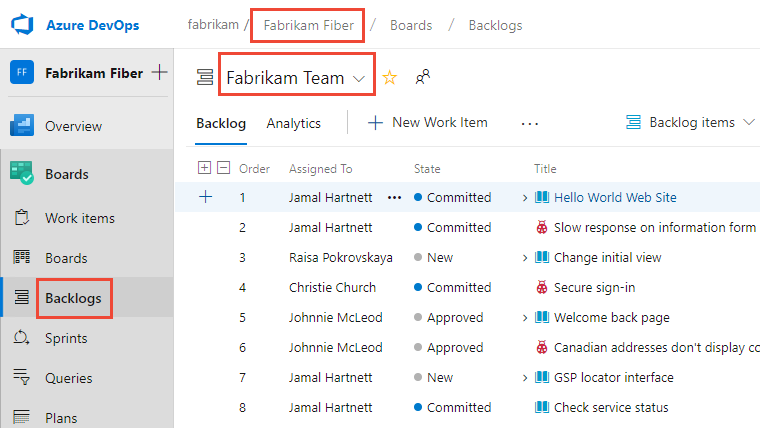 Azure DevOps
fabrikam / Fabrikam Fiber / Boards / Backlogs
FF Fabrikam Fiber
Fabrikam Team
Overview
Boards
Work items
Boards
Backlogs
Sprints
Queries
Plans
Backlog Analytics New Work Item ... Backlog items
Order Assigned To State Title
1 Jamal Hartnett ... Committed Hello World Web Site
2 Jamal Hartnett Committed Slow response on information form
3 Raisa Pokrovskaya New Change initial view
4 Christie Church Committed Secure sign-in
5 Johnnie McLeod Approved Welcome back page
6 Johnnie McLeod Approved Canadian addresses don't display co
7 Jamal Hartnett New GSP locator interface
8 Jamal Hartnett Committed Check service status